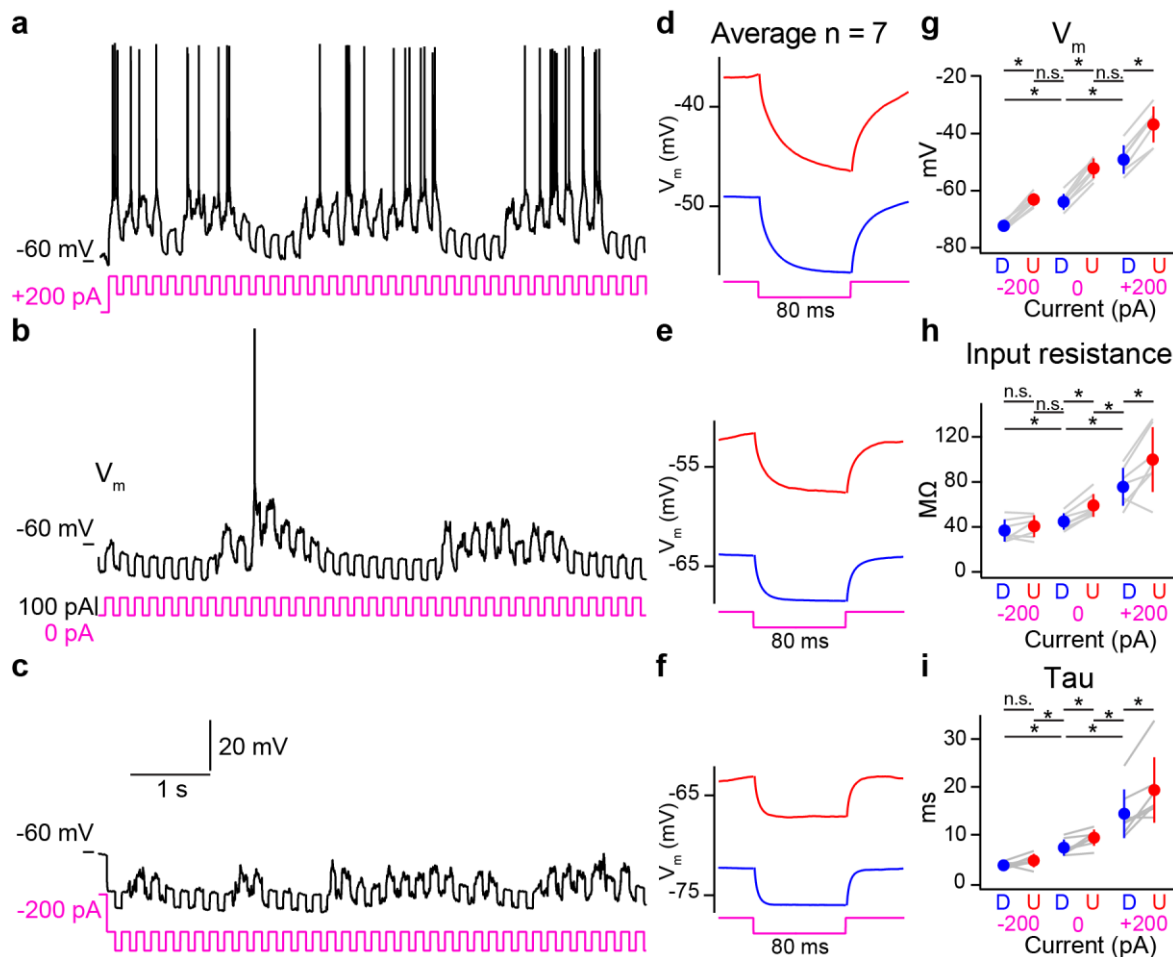 a
-60 mV
+200 pA
b
Vm
-60 mV
100 pA
0 pA
c
20 mV
1 s
-60 mV
-200 pA
d
Average n = 7
-40
-50
Vm (mV)
80 ms
e
-55
-65
Vm (mV)
80 ms
f
-65
-75
Vm (mV)
80 ms
g
Vm
* n.s. * n.s. *
* *
-20
-40
-60
-80
mV
D U D U D U
-200 0 +200
Current (pA)
h
Input resistance
n.s. n.s. * * *
* *
120
80
40
0
MΩ
D U D U D U
-200 0 +200
Current (pA)
i
Tau
n.s. * * * *
* *
30
20
10
0
ms
D U D U D U
-200 0 +200
Current (pA)